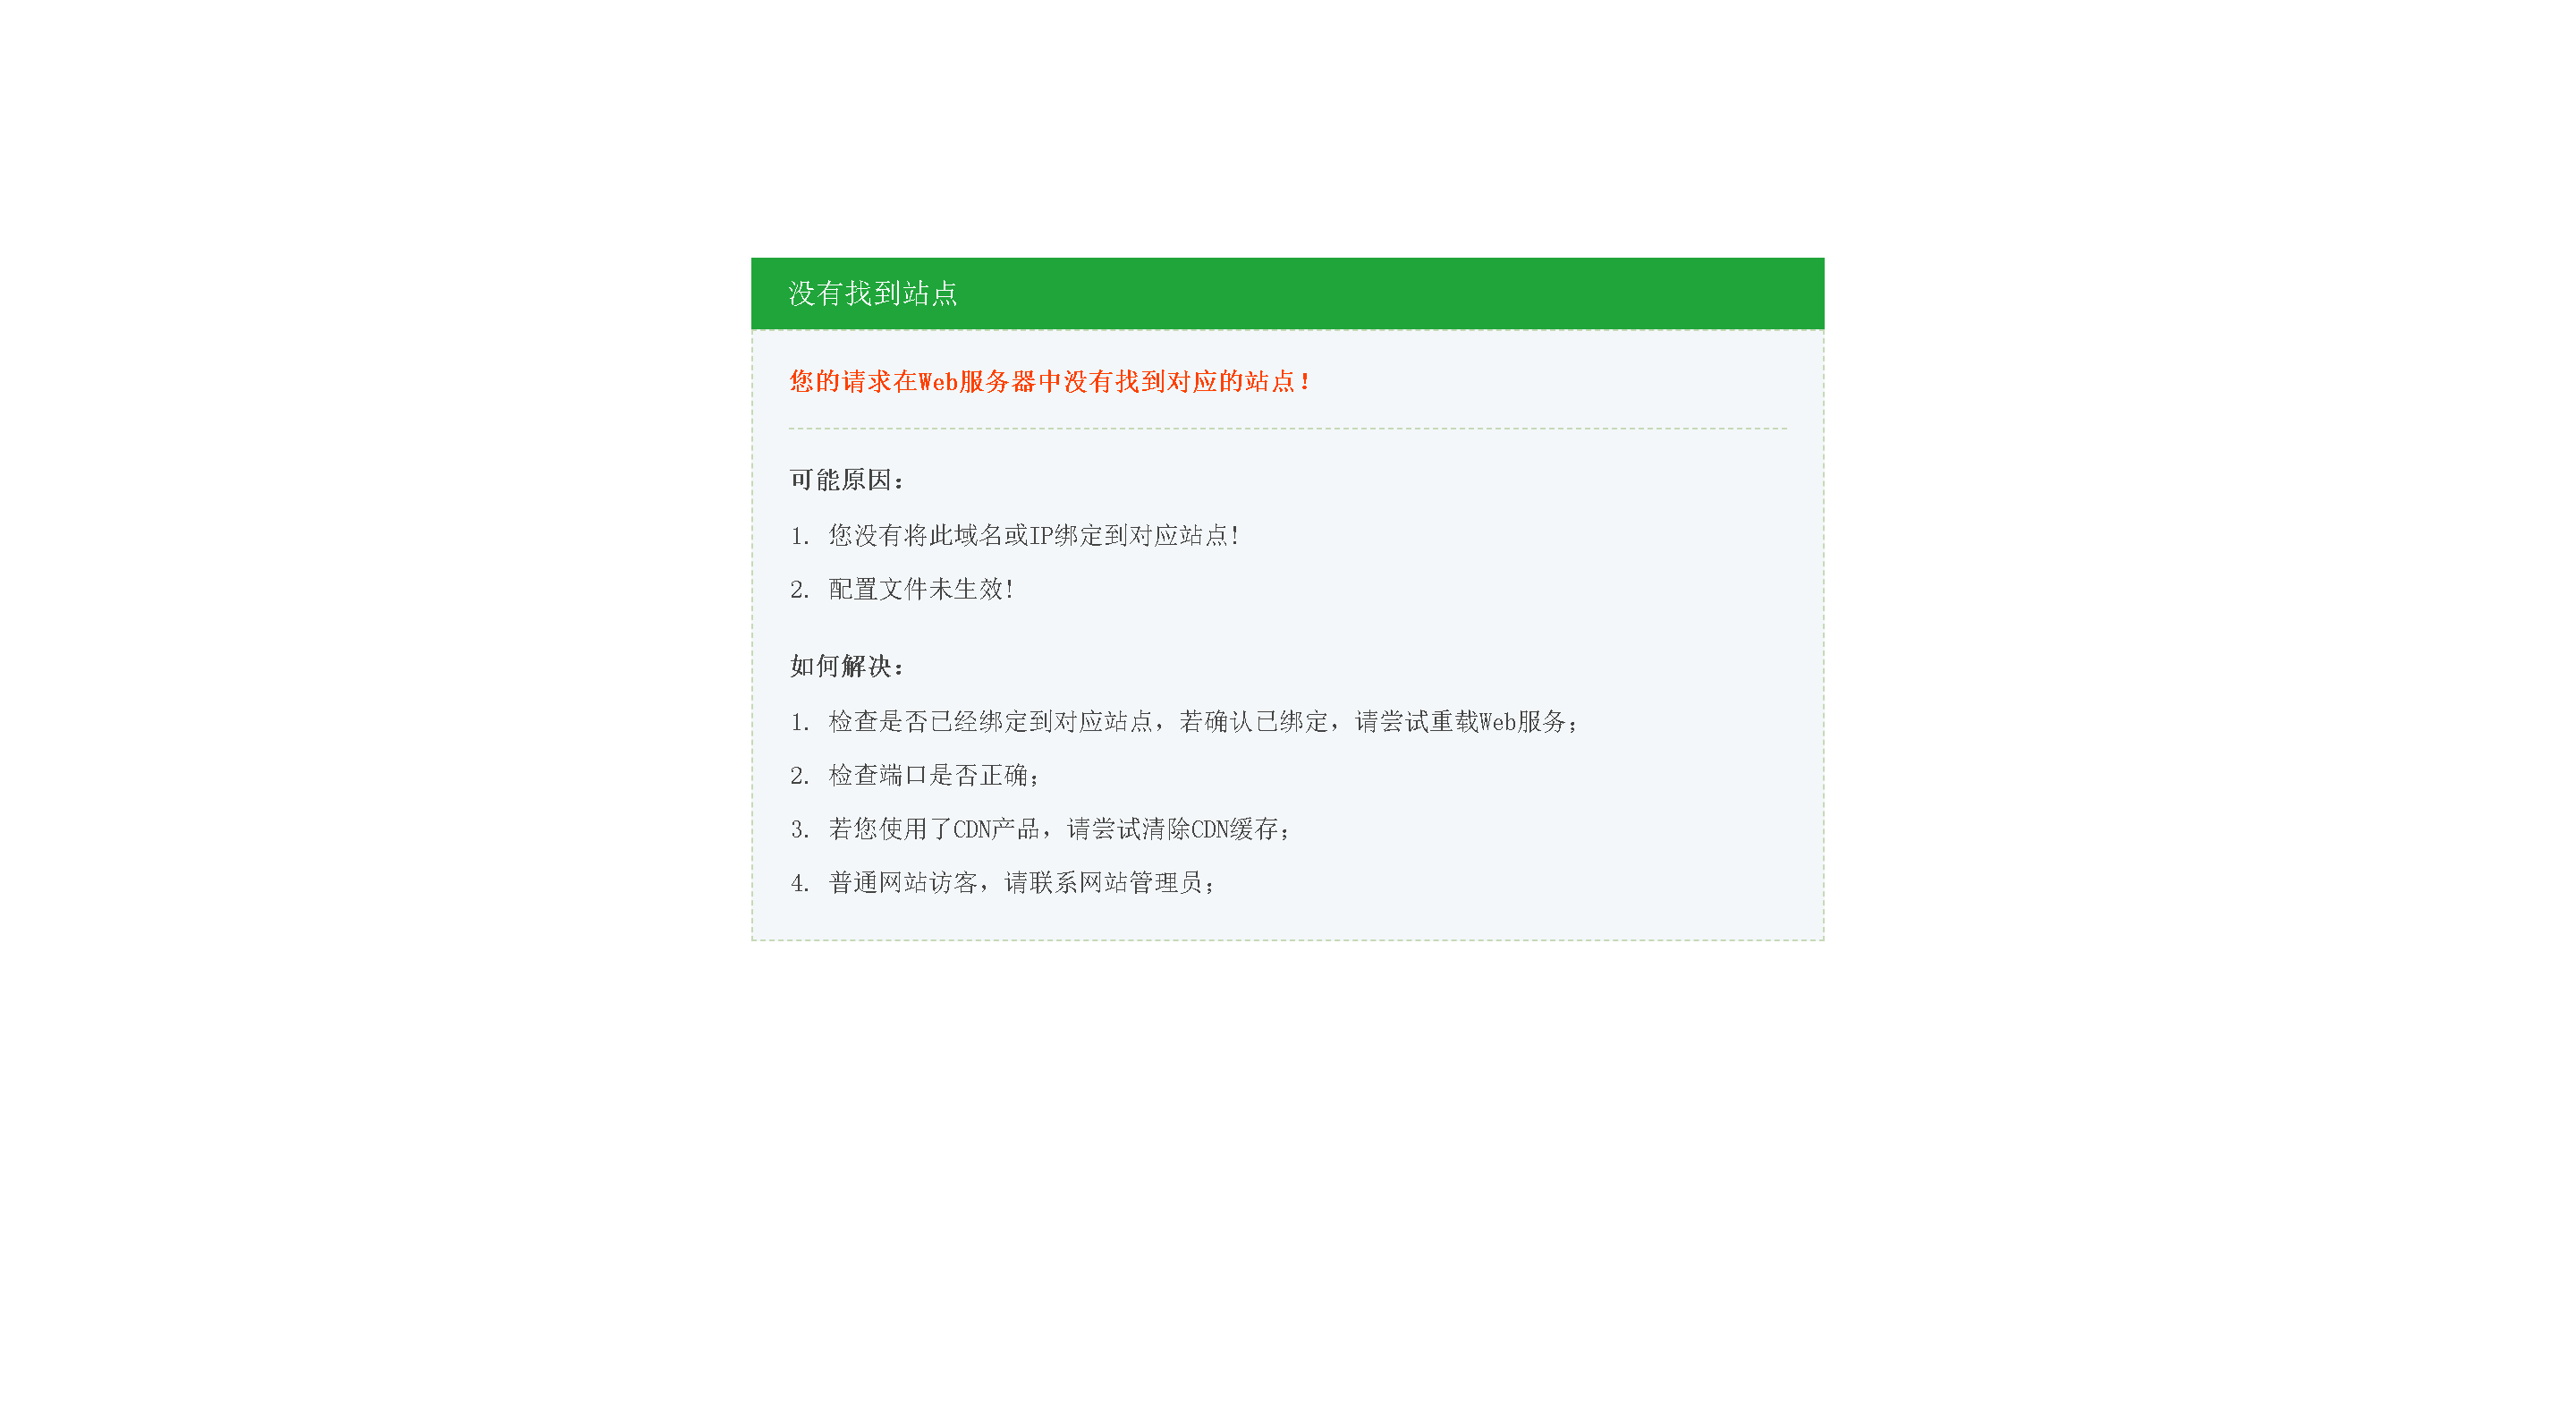 没有找到站点
您的请求在Web服务器中没有找到对应的站点！
可能原因：
1. 您没有将此域名或IP绑定到对应站点!
2. 配置文件未生效!
如何解决：
1. 检查是否已经绑定到对应站点，若确认已绑定，请尝试重载Web服务；
2. 检查端口是否正确；
3. 若您使用了CDN产品，请尝试清除CDN缓存；
4. 普通网站访客，请联系网站管理员；